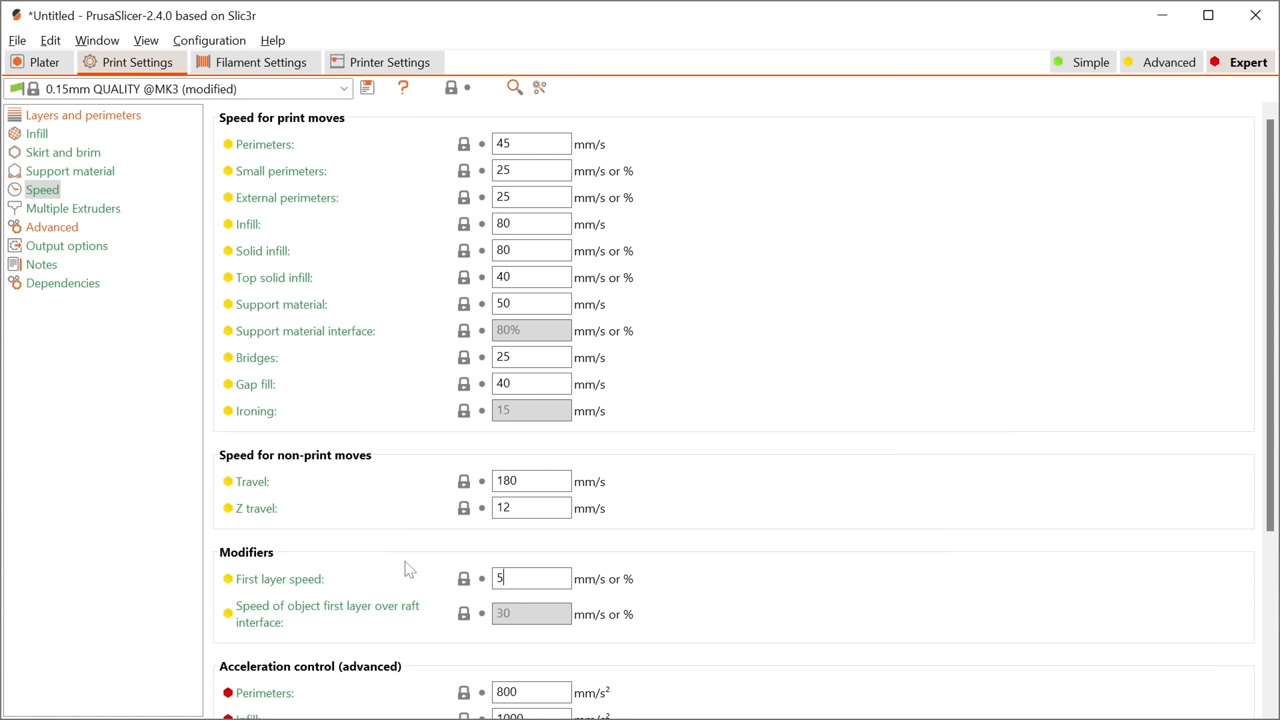 *Untitled - PrusaSlicer-2.4.0 based on Slic3r
File Edit Window View Configuration Help
Plater Print Settings Filament Settings Printer Settings Simple Advanced Expert
0.15mm QUALITY @MK3 (modified)
Layers and perimeters
Infill
Skirt and brim
Support material
Speed
Multiple Extruders
Advanced
Output options
Notes
Dependencies
Speed for print moves
Perimeters: 45 mm/s
Small perimeters: 25 mm/s or %
External perimeters: 25 mm/s or %
Infill: 80 mm/s
Solid infill: 80 mm/s or %
Top solid infill: 40 mm/s or %
Support material: 50 mm/s
Support material interface: 80% mm/s or %
Bridges: 25 mm/s
Gap fill: 40 mm/s
Ironing: 15 mm/s
Speed for non-print moves
Travel: 180 mm/s
Z travel: 12 mm/s
Modifiers
First layer speed: 5 mm/s or %
Speed of object first layer over raft
interface: 30 mm/s or %
Acceleration control (advanced)
Perimeters: 800 mm/s²
Infill: 1000 mm/s²